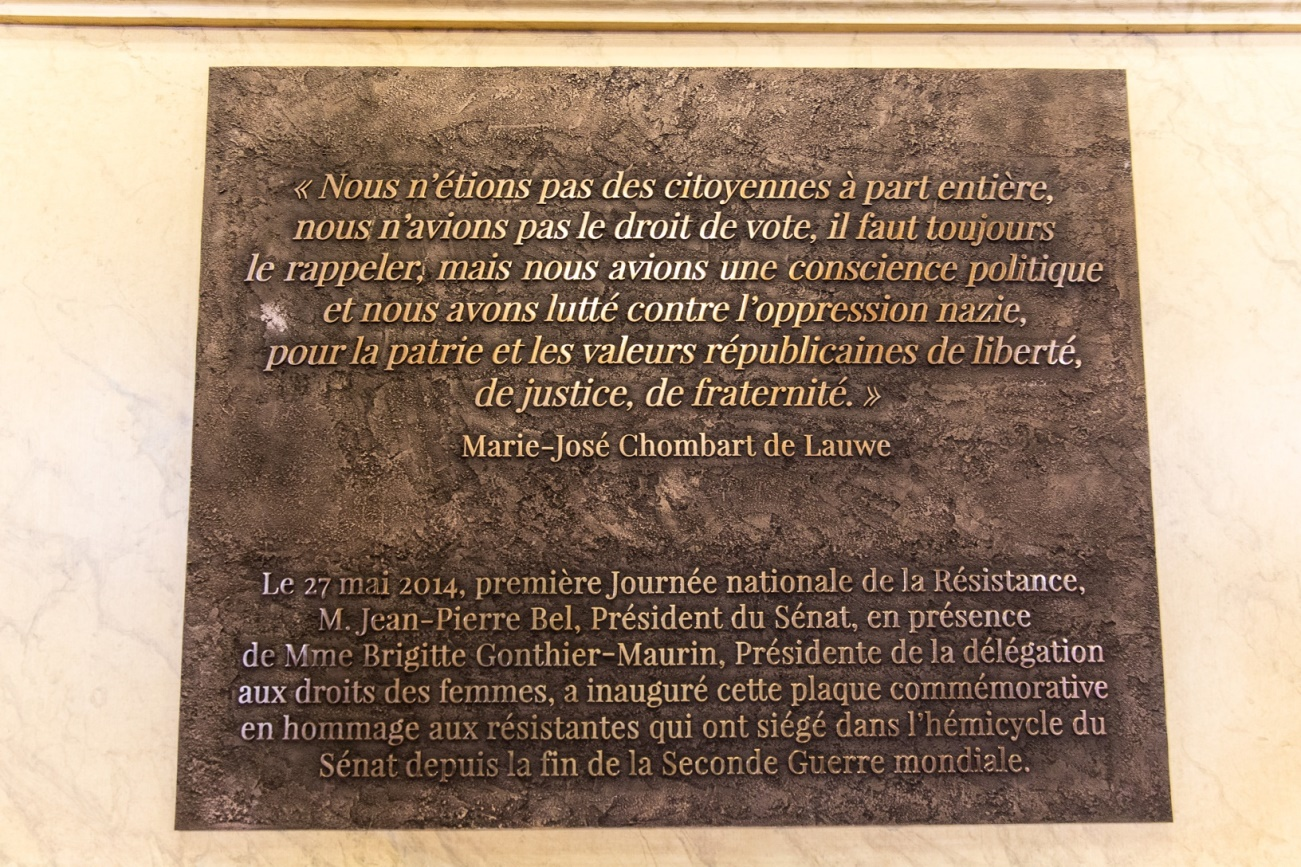 « Nous n’étions pas des citoyennes à part entière,
nous n’avions pas le droit de vote, il faut toujours
le rappeler, mais nous avions une conscience politique
et nous avons lutté contre l’oppression nazie,
pour la patrie et les valeurs républicaines de liberté,
de justice, de fraternité. »
Marie-José Chombart de Lauwe
Le 27 mai 2014, première Journée nationale de la Résistance,
M. Jean-Pierre Bel, Président du Sénat, en présence
de Mme Brigitte Gonthier-Maurin, Présidente de la délégation
aux droits des femmes, a inauguré cette plaque commémorative
en hommage aux résistantes qui ont siégé dans l’hémicycle du
Sénat depuis la fin de la Seconde Guerre mondiale.